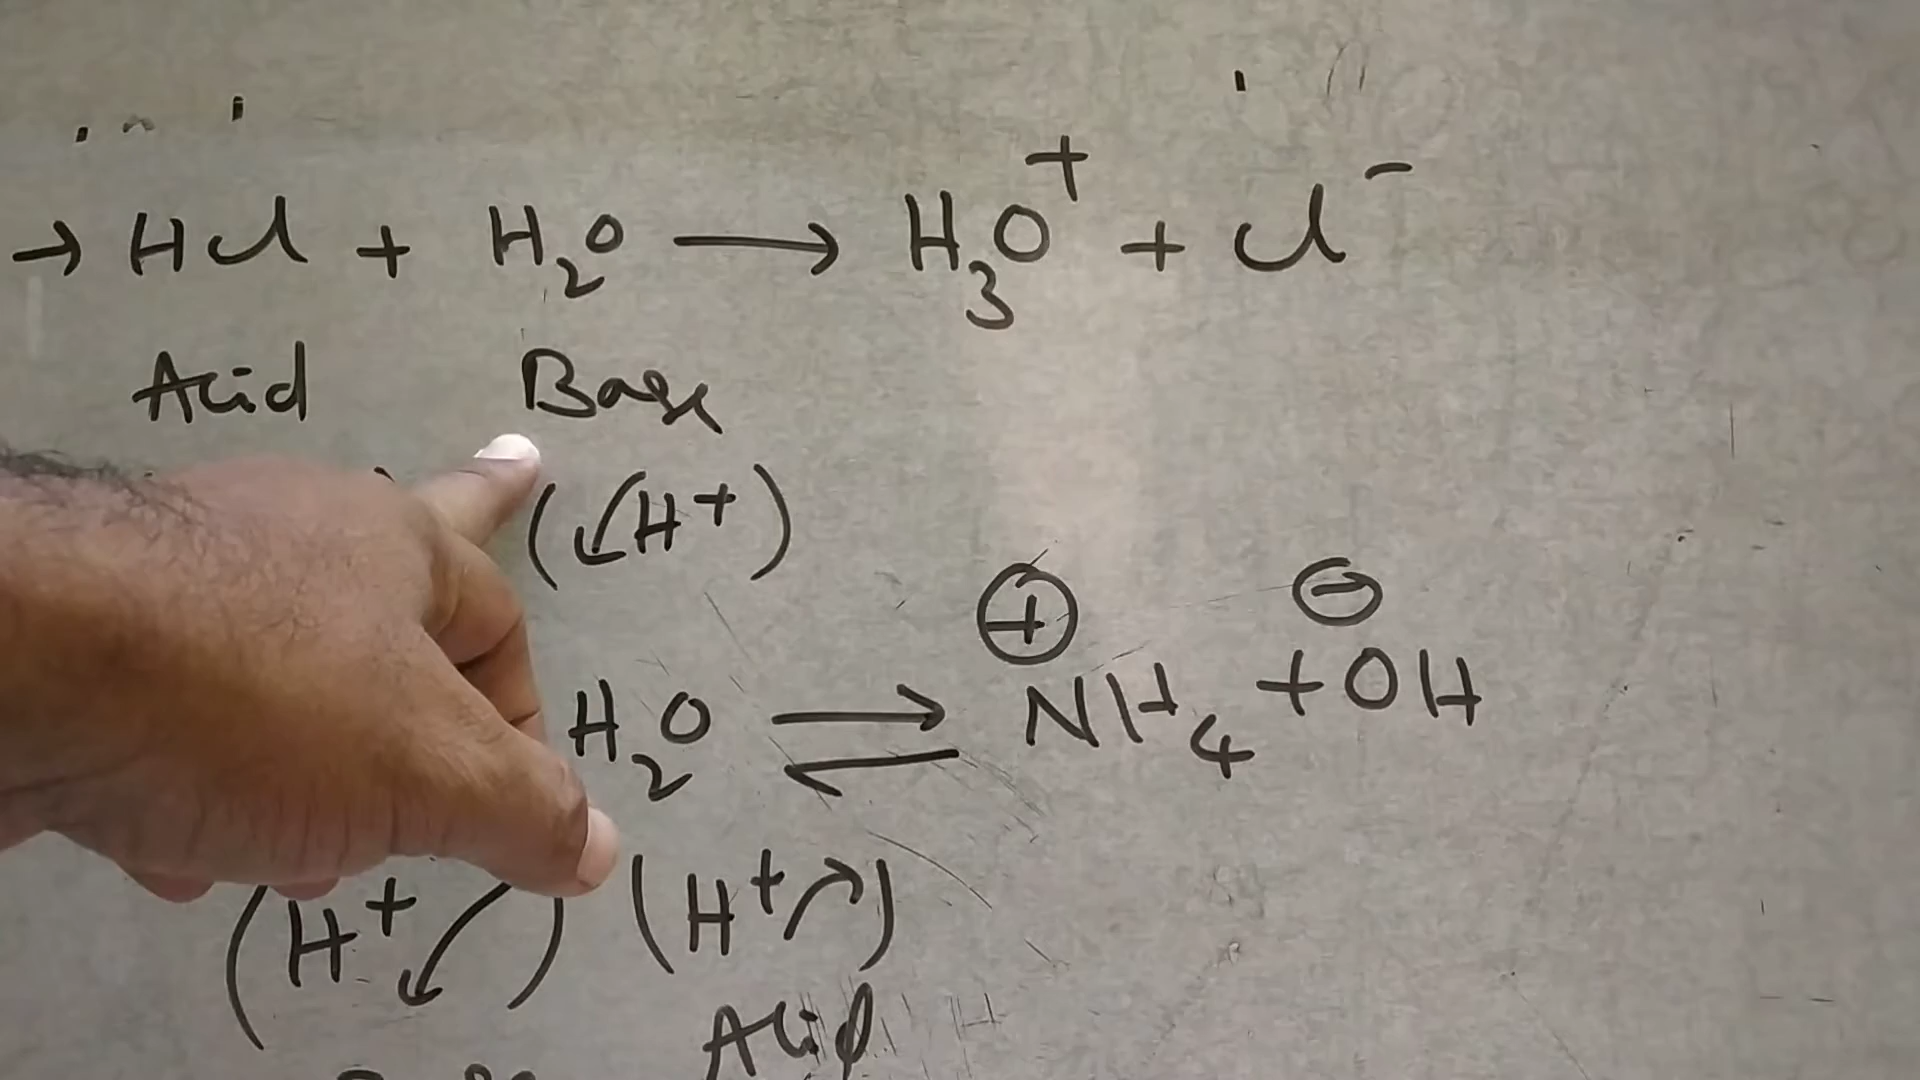 → HCl + H₂O ⟶ H₃O⁺ + Cl⁻
Acid Base
(↙H⁺)
H₂O ⇌ NH₄⊕ + OH⊖
(H⁺↙) (H⁺↗)
Acid